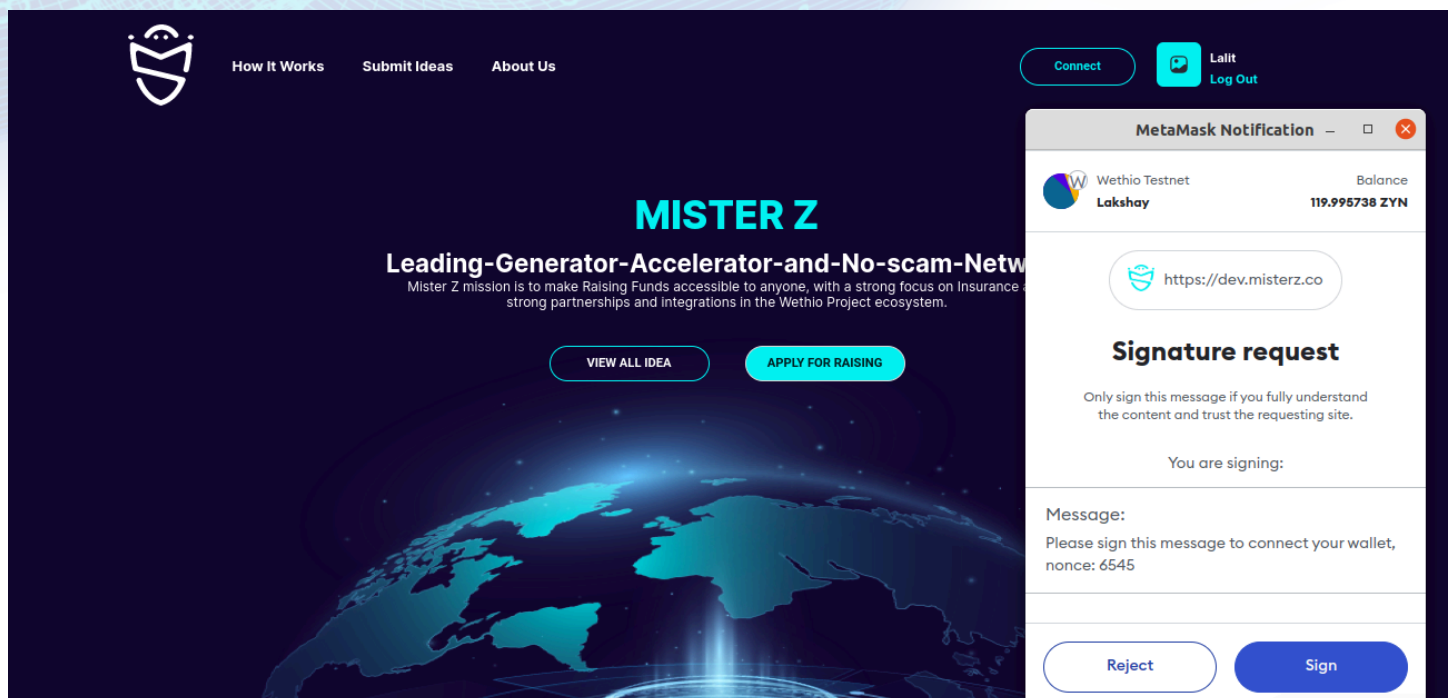 How It Works
Submit Ideas
About Us
Connect
Lalit
Log Out
MISTER Z
Leading-Generator-Accelerator-and-No-scam-Netw
Mister Z mission is to make Raising Funds accessible to anyone, with a strong focus on Insurance
strong partnerships and integrations in the Wethio Project ecosystem.
VIEW ALL IDEA
APPLY FOR RAISING
MetaMask Notification
W
Wethio Testnet
Balance
Lakshay
119.995738 ZYN
https://dev.misterz.co
Signature request
Only sign this message if you fully understand
the content and trust the requesting site.
You are signing:
Message:
Please sign this message to connect your wallet,
nonce: 6545
Reject
Sign